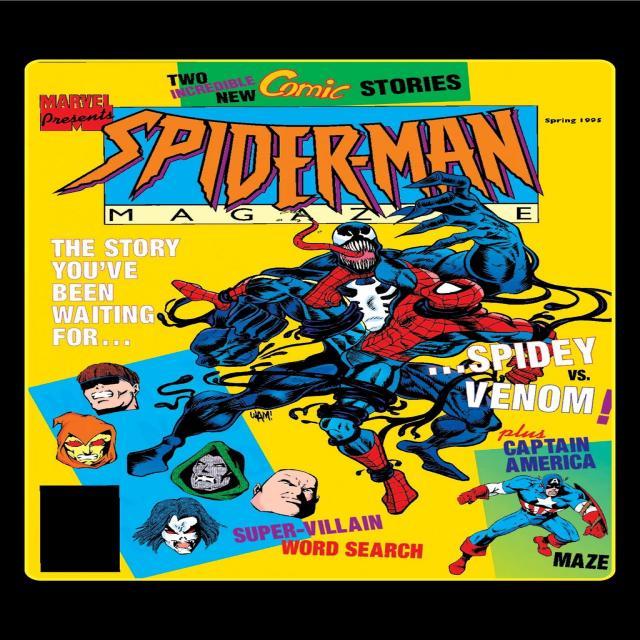 TWO INCREDIBLE NEW Comic STORIES
MARVEL
Presents
SPIDER-MAN
MAGAZINE
Spring 1995
THE STORY
YOU'VE
BEEN
WAITING
FOR...
...SPIDEY
VS.
VENOM!
plus
CAPTAIN
AMERICA
MAZE
WAM!
SUPER-VILLAIN
WORD SEARCH